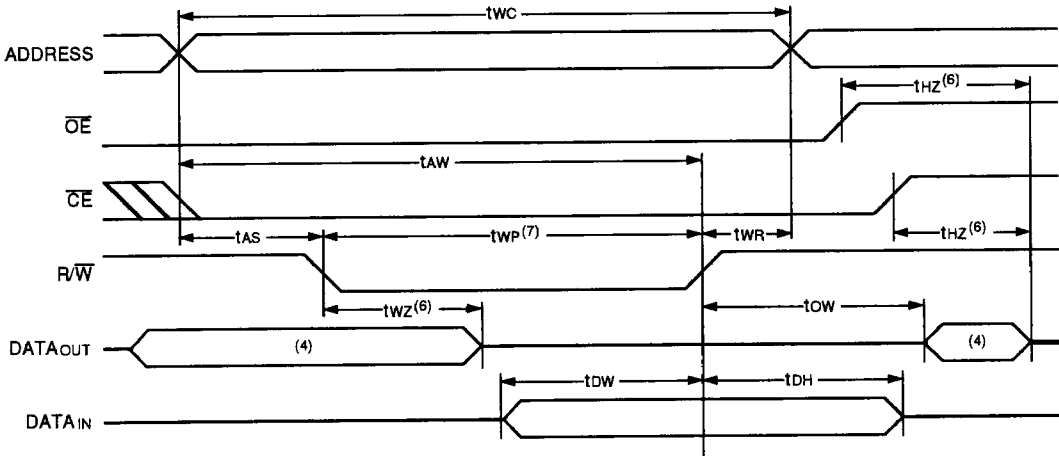 tWC
ADDRESS
tHZ(6)
OE
tAW
CE
tAS
tWP(7)
tWR
tHZ(6)
R/W
tWZ(6)
tOW
DATAOUT
(4)
(4)
tDW
tDH
DATAIN